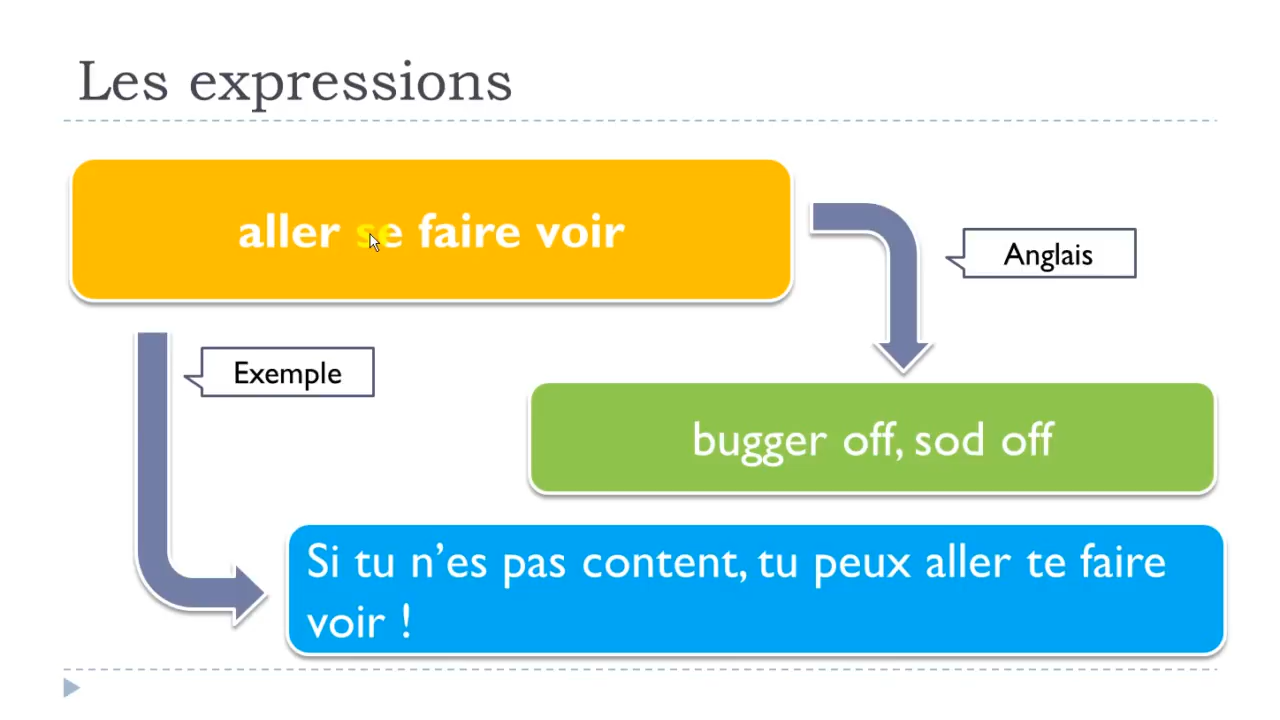 Les expressions
aller se faire voir
Anglais
Exemple
bugger off, sod off
Si tu n’es pas content, tu peux aller te faire
voir !